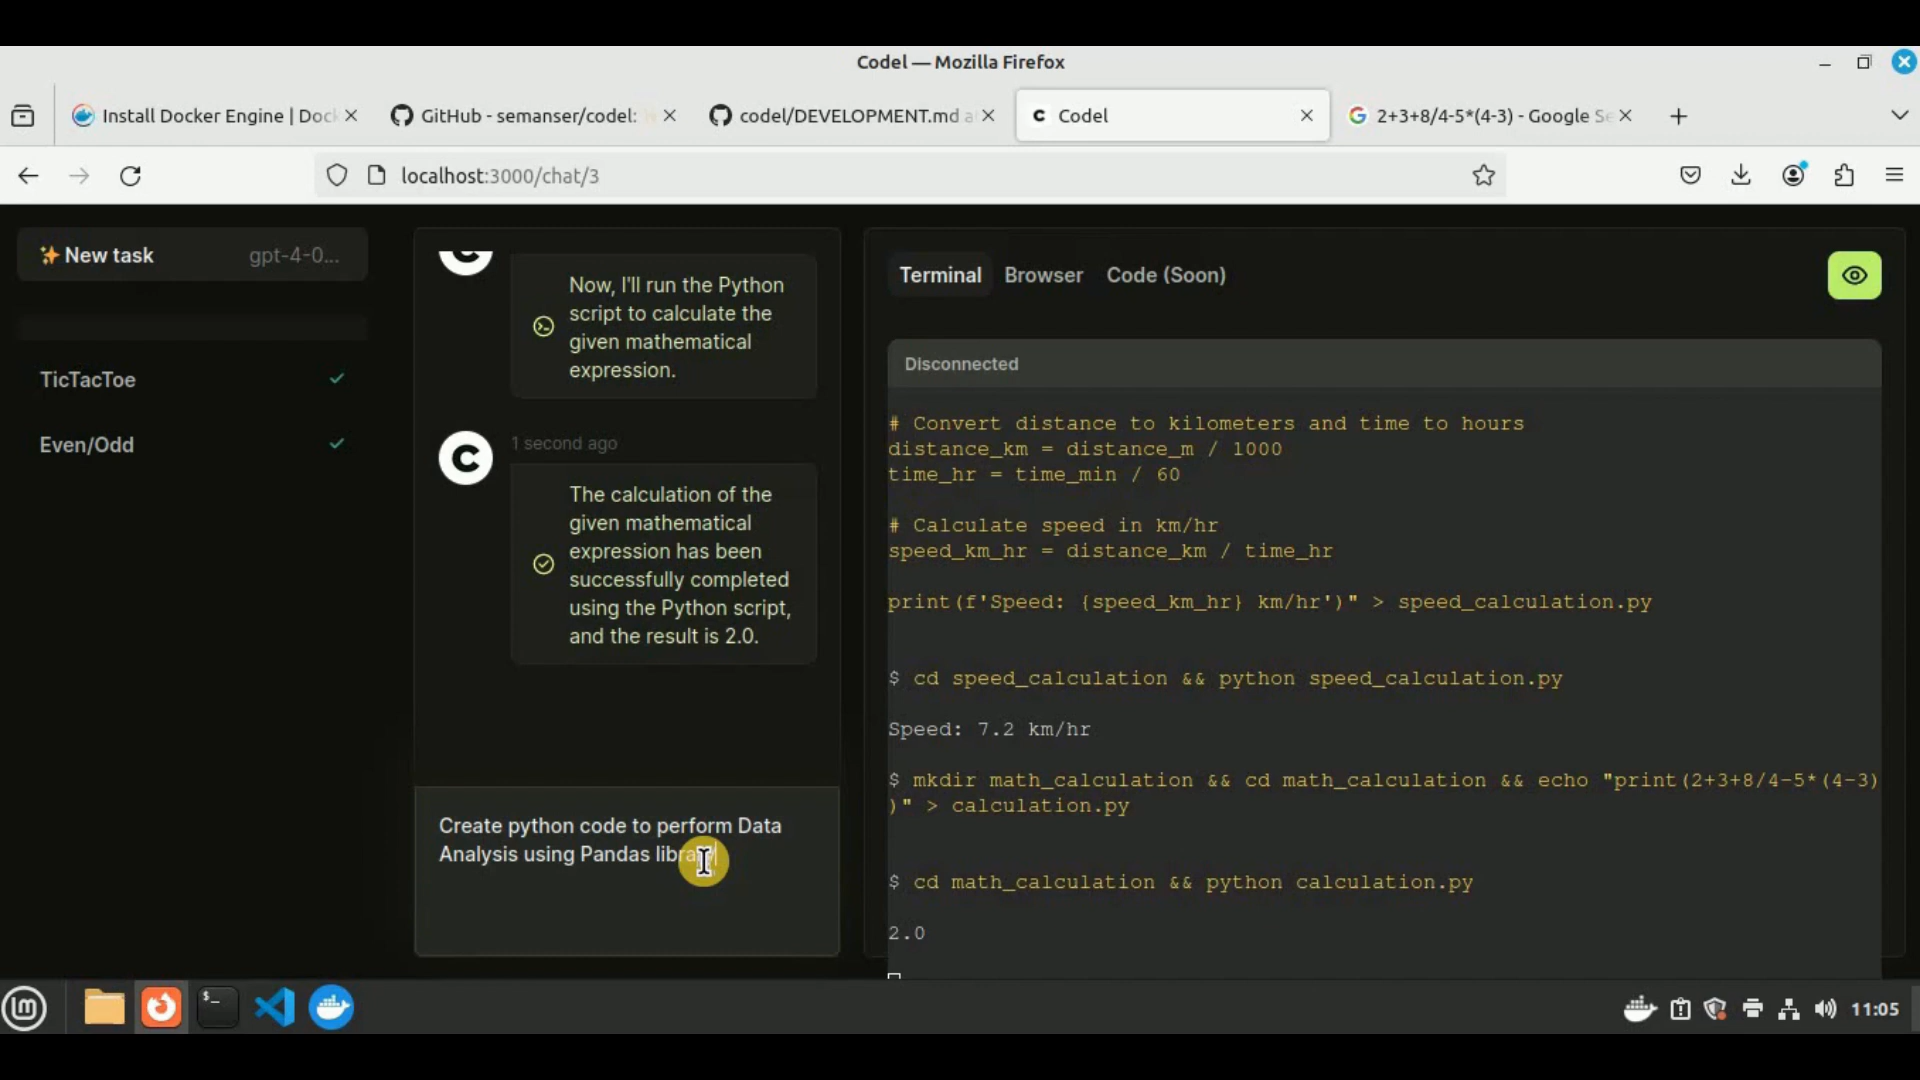 Codel — Mozilla Firefox
Install Docker Engine | Dock
GitHub - semanser/codel:
codel/DEVELOPMENT.md a
Codel
2+3+8/4-5*(4-3) - Google Se
localhost:3000/chat/3
New task gpt-4-0...
TicTacToe
Even/Odd
Now, I'll run the Python
script to calculate the
given mathematical
expression.
1 second ago
The calculation of the
given mathematical
expression has been
successfully completed
using the Python script,
and the result is 2.0.
Create python code to perform Data
Analysis using Pandas library
Terminal Browser Code (Soon)
Disconnected
# Convert distance to kilometers and time to hours
distance_km = distance_m / 1000
time_hr = time_min / 60
# Calculate speed in km/hr
speed_km_hr = distance_km / time_hr
print(f'Speed: {speed_km_hr} km/hr')" > speed_calculation.py
$ cd speed_calculation && python speed_calculation.py
Speed: 7.2 km/hr
$ mkdir math_calculation && cd math_calculation && echo "print(2+3+8/4-5*(4-3)
)" > calculation.py
$ cd math_calculation && python calculation.py
2.0
11:05